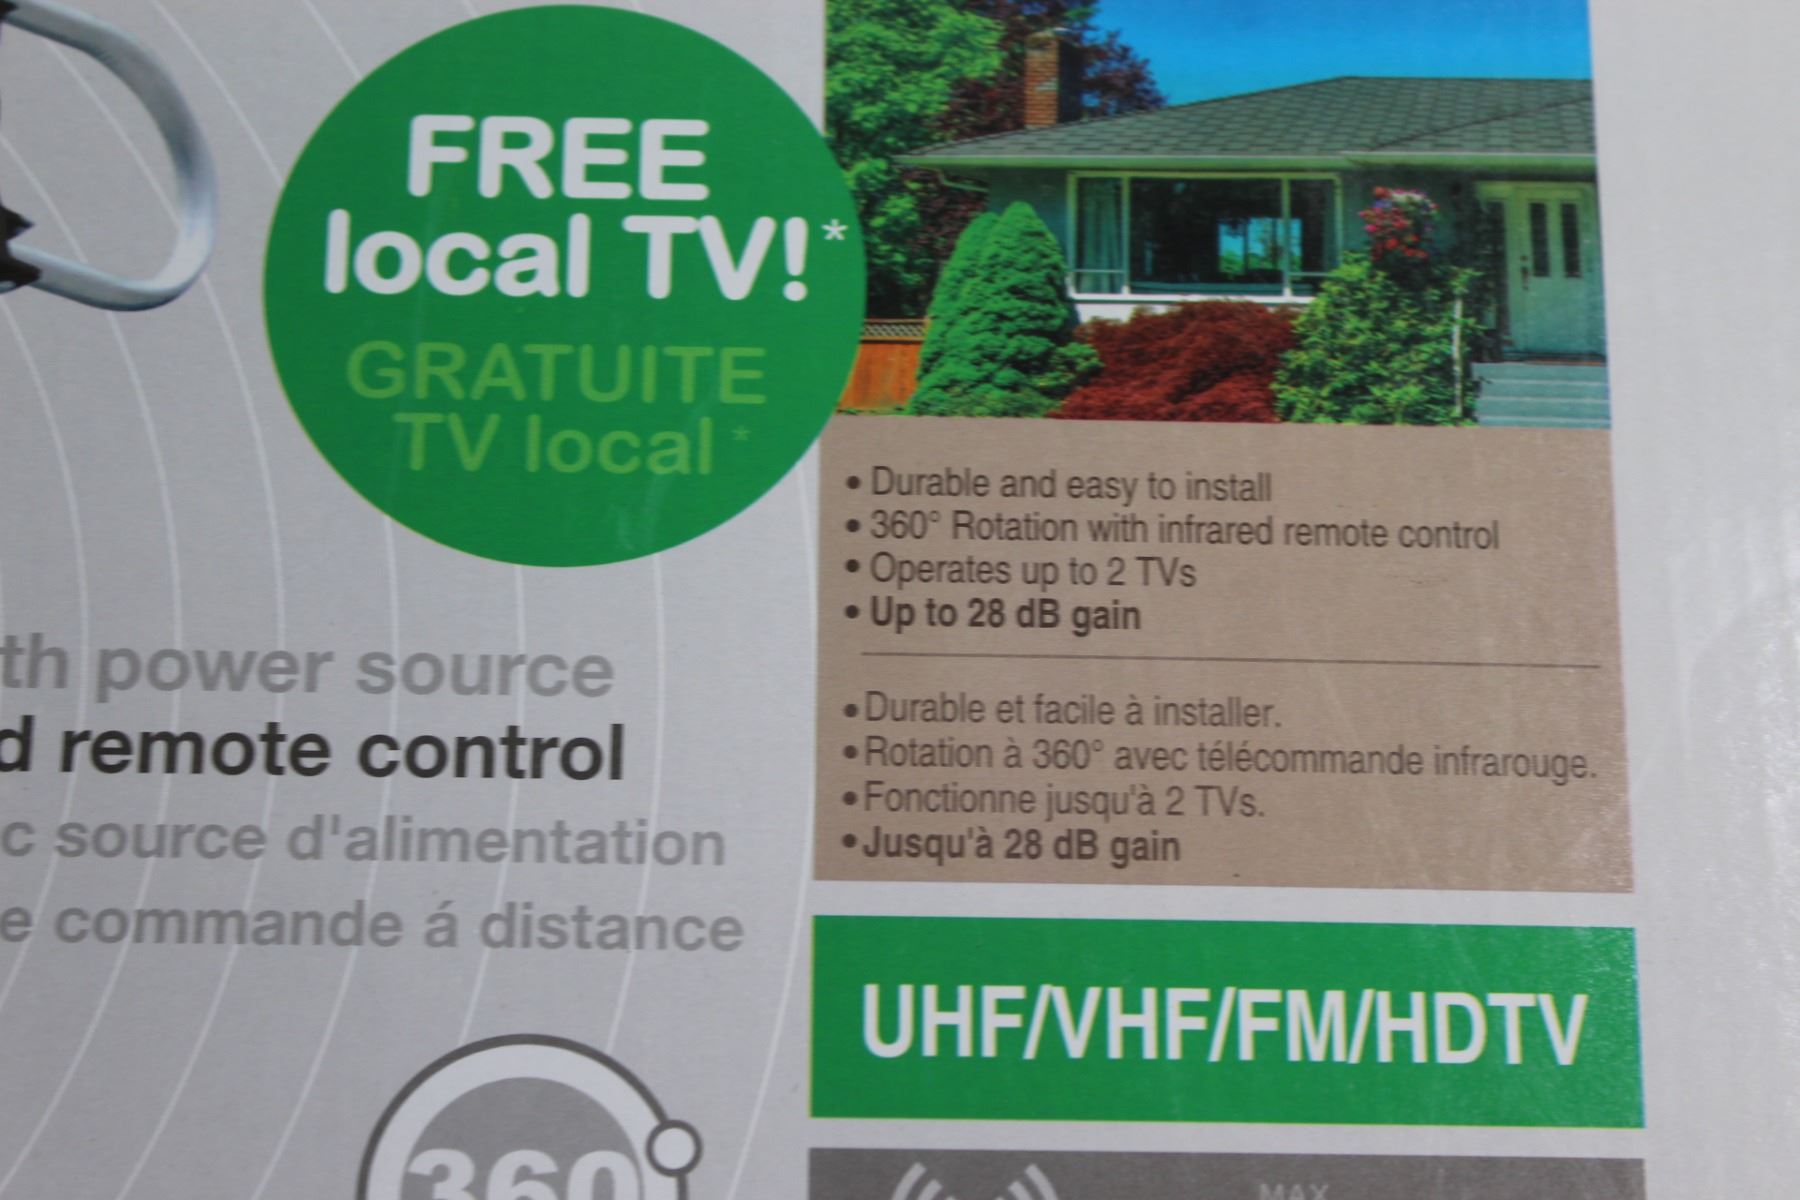 FREE
local TV!*
GRATUITE
TV local *
• Durable and easy to install
• 360° Rotation with infrared remote control
• Operates up to 2 TVs
• Up to 28 dB gain
• Durable et facile à installer.
• Rotation à 360° avec télécommande infrarouge.
• Fonctionne jusqu'à 2 TVs.
• Jusqu'à 28 dB gain
th power source
d remote control
c source d'alimentation
e commande á distance
UHF/VHF/FM/HDTV
360
MAX